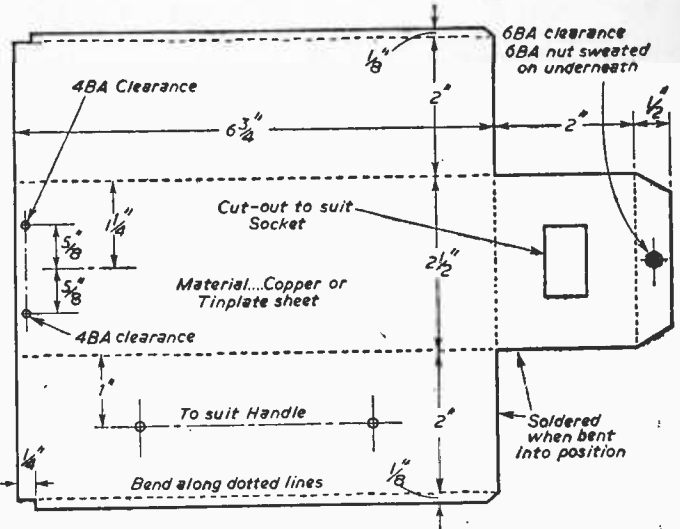 6BA clearance
6BA nut sweated
on underneath
1/8"
4BA Clearance
2"
1/2"
6 3/4"
2"
1 1/4"
Cut-out to suit
Socket
5/8"
2 1/2"
5/8"
Material....Copper or
Tinplate sheet
4BA clearance
1"
To suit Handle
2"
Soldered
when bent
into position
1/4"
Bend along dotted lines
1/8"